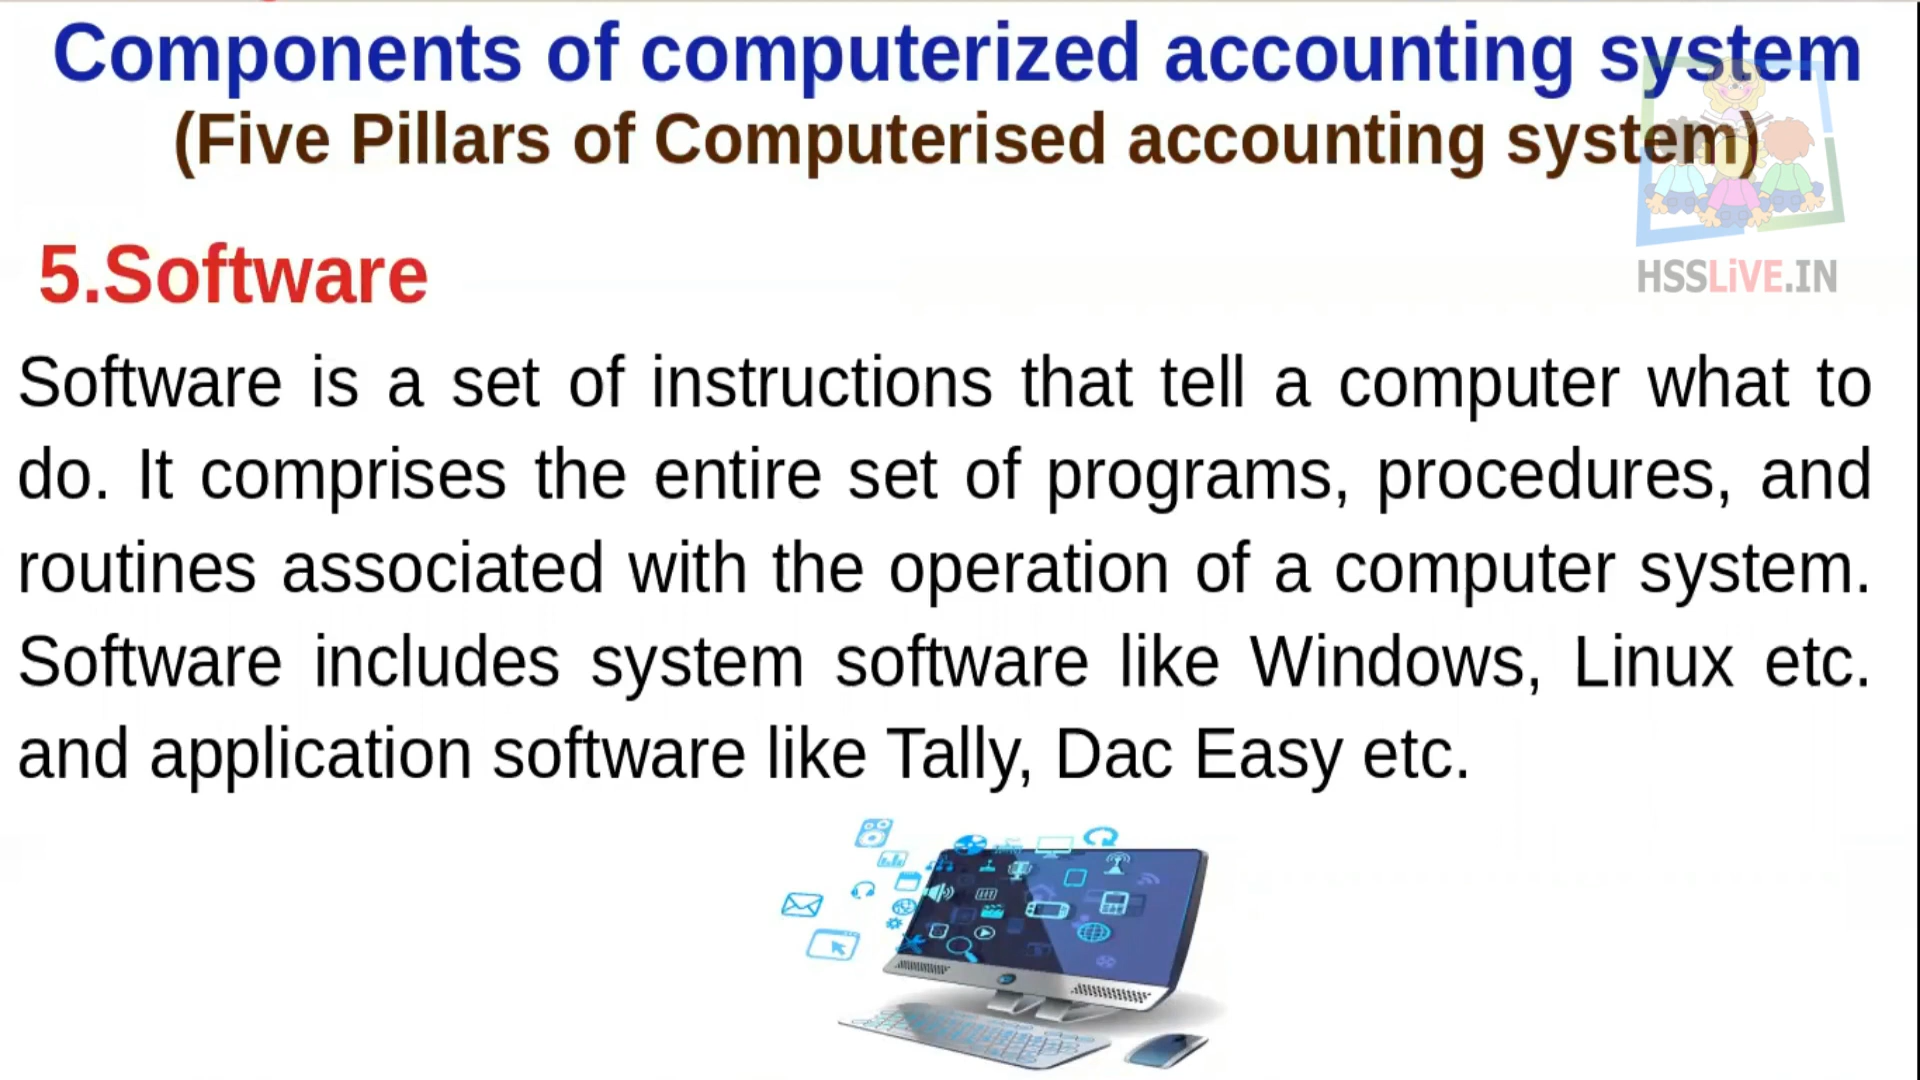 Components of computerized accounting system
(Five Pillars of Computerised accounting system)
HSSLiVE.IN
5.Software
Software is a set of instructions that tell a computer what to
do. It comprises the entire set of programs, procedures, and
routines associated with the operation of a computer system.
Software includes system software like Windows, Linux etc.
and application software like Tally, Dac Easy etc.